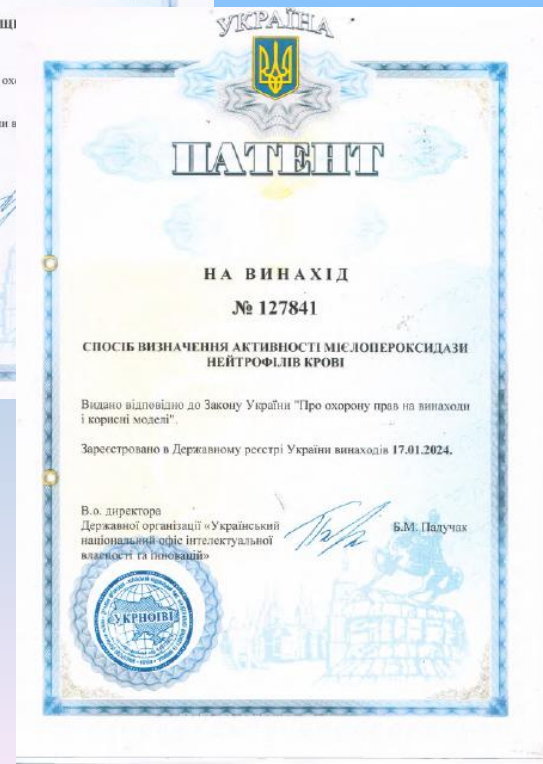 УКРАЇНА
ПАТЕНТ
НА ВИНАХІД
№ 127841
СПОСІБ ВИЗНАЧЕННЯ АКТИВНОСТІ МІЄЛОПЕРОКСИДАЗИ
НЕЙТРОФІЛІВ КРОВІ
Видано відповідно до Закону України "Про охорону прав на винаходи
і корисні моделі".
Зареєстровано в Державному реєстрі України винаходів 17.01.2024.
В.о. директора
Державної організації «Український
національний офіс інтелектуальної
власності та інновацій»
Б.М. Падучак
УКРНОІВІ